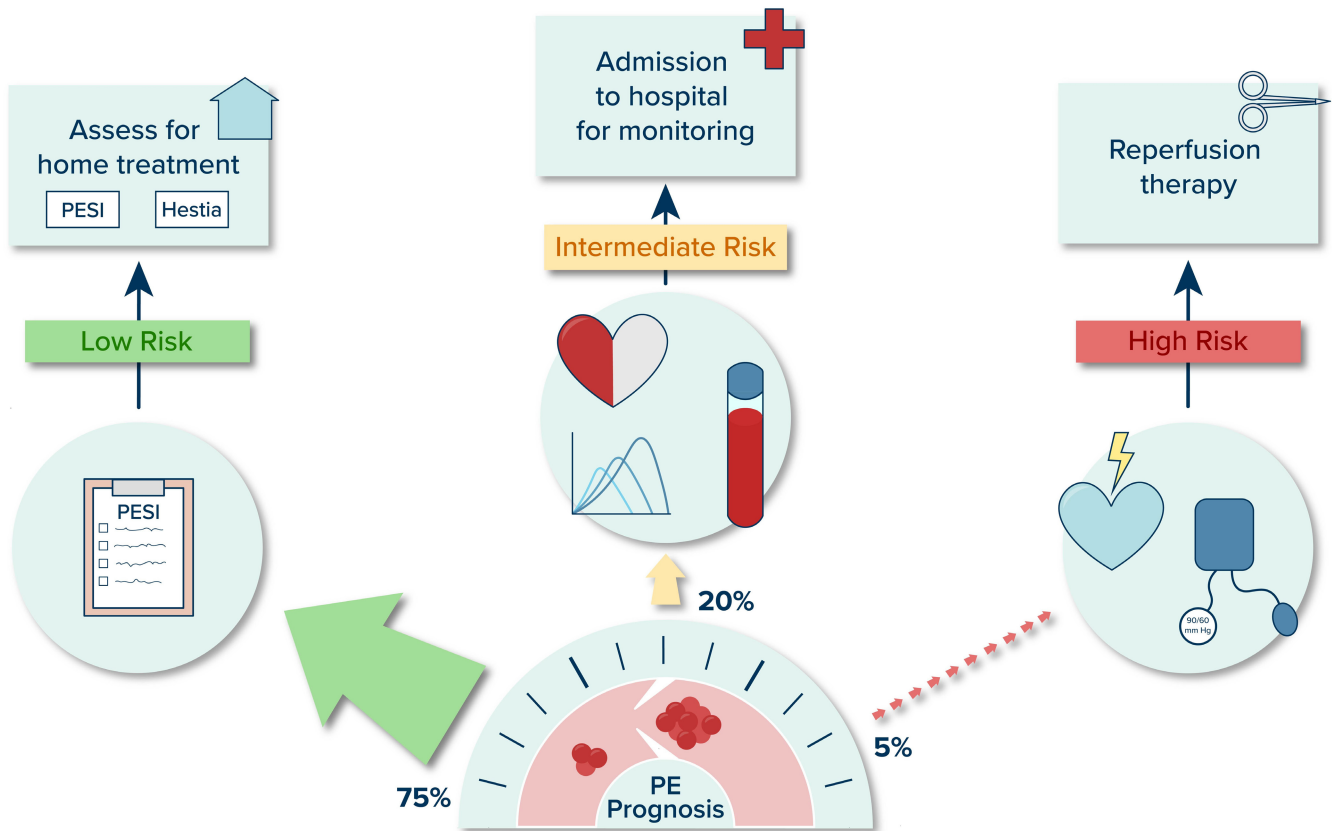 Assess for
home treatment
PESI
Hestia
Low Risk
PESI
75%
Admission
to hospital
for monitoring
Intermediate Risk
20%
PE
Prognosis
Reperfusion
therapy
High Risk
90/60
mm Hg
5%